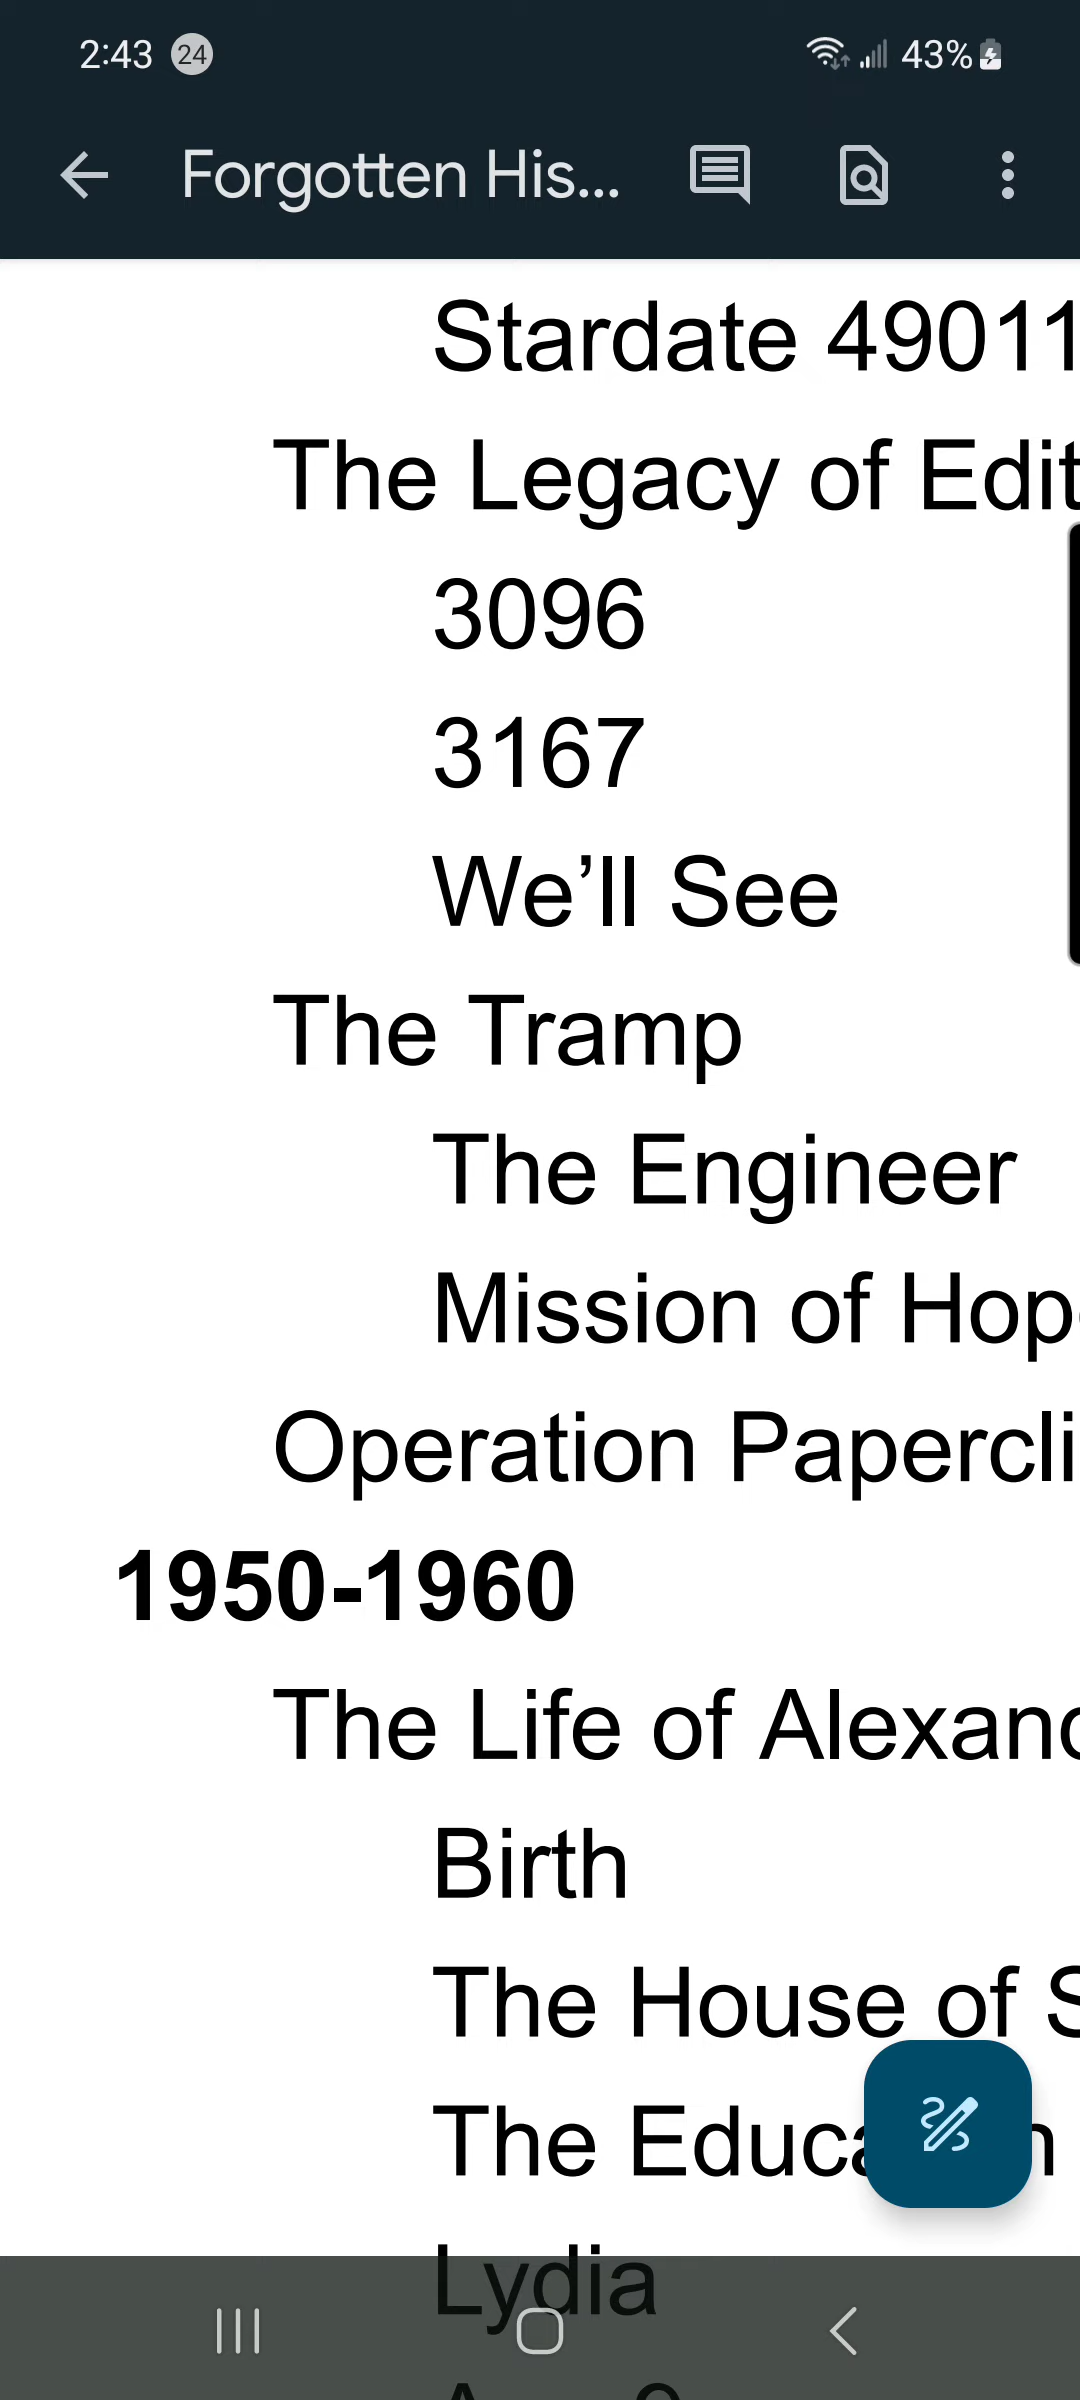 2:43 24 43%
Forgotten His...
Stardate 49011
The Legacy of Edit
3096
3167
We’ll See
The Tramp
The Engineer
Mission of Hop
Operation Papercli
1950-1960
The Life of Alexan
Birth
The House of S
The Educa n
Lydia